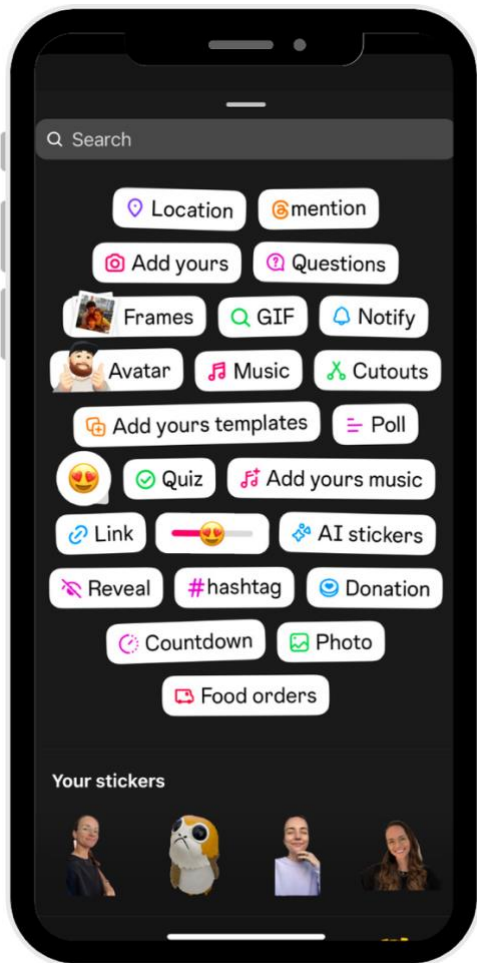 Search
Location @mention
Add yours Questions
Frames GIF Notify
Avatar Music Cutouts
Add yours templates Poll
Quiz Add yours music
Link AI stickers
Reveal #hashtag Donation
Countdown Photo
Food orders
Your stickers